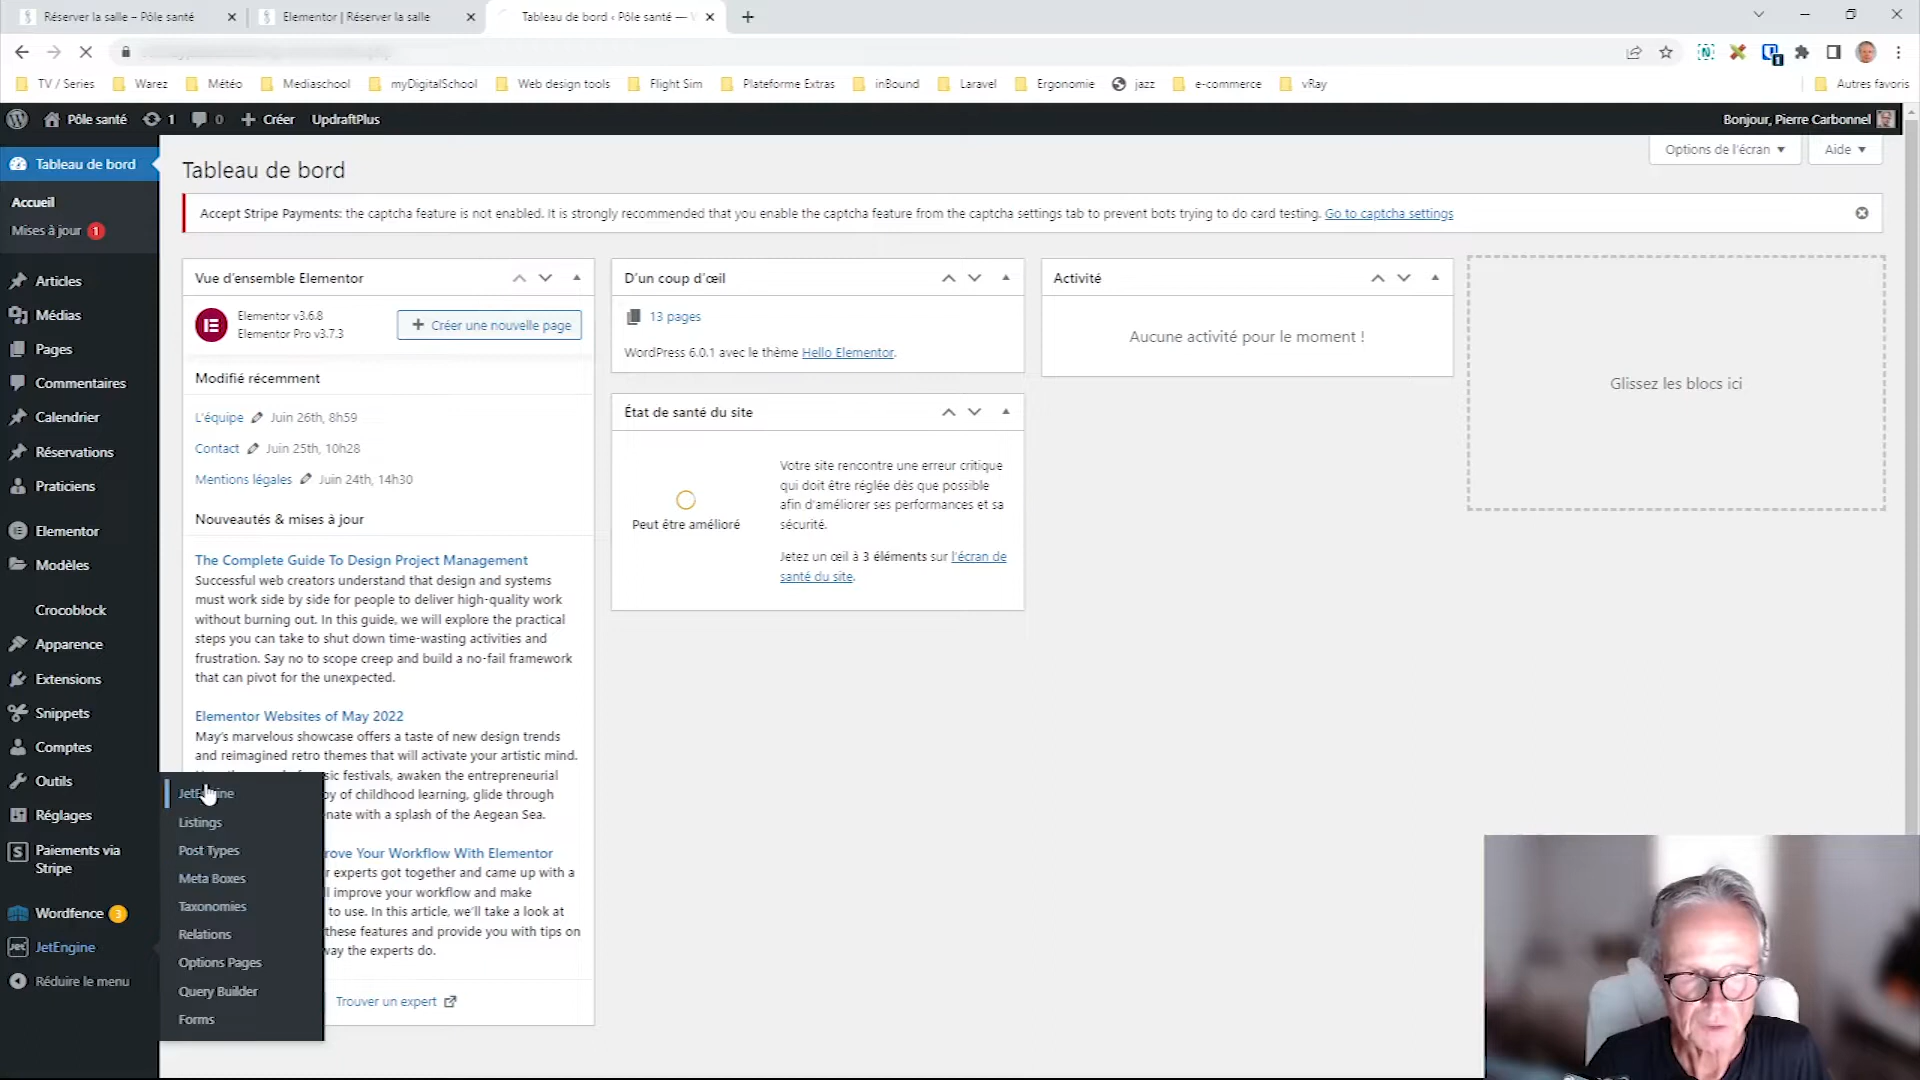 Réserver la salle – Pôle santé
Elementor | Réserver la salle
Tableau de bord ‹ Pôle santé —
TV / Series
Warez
Météo
Mediaschool
myDigitalSchool
Web design tools
Flight Sim
Plateforme Extras
inBound
Laravel
Ergonomie
jazz
e-commerce
vRay
Autres favoris
Pôle santé
1
0
Créer
UpdraftPlus
Bonjour, Pierre Carbonnel
Tableau de bord
Accueil
Mises à jour 1
Articles
Médias
Pages
Commentaires
Calendrier
Réservations
Praticiens
Elementor
Modèles
Crocoblock
Apparence
Extensions
Snippets
Comptes
Outils
Réglages
Paiements via
Stripe
Wordfence 3
JetEngine
Réduire le menu
JetEngine
Listings
Post Types
Meta Boxes
Taxonomies
Relations
Options Pages
Query Builder
Forms
Tableau de bord
Options de l'écran
Aide
Accept Stripe Payments: the captcha feature is not enabled. It is strongly recommended that you enable the captcha feature from the captcha settings tab to prevent bots trying to do card testing. Go to captcha settings
Vue d'ensemble Elementor
Elementor v3.6.8
Elementor Pro v3.7.3
Créer une nouvelle page
Modifié récemment
L'équipe Juin 26th, 8h59
Contact Juin 25th, 10h28
Mentions légales Juin 24th, 14h30
Nouveautés & mises à jour
The Complete Guide To Design Project Management
Successful web creators understand that design and systems
must work side by side for people to deliver high-quality work
without burning out. In this guide, we will explore the practical
steps you can take to shut down time-wasting activities and
frustration. Say no to scope creep and build a no-fail framework
that can pivot for the unexpected.
Elementor Websites of May 2022
May's marvelous showcase offers a taste of new design trends
and reimagined retro themes that will activate your artistic mind.
sic festivals, awaken the entrepreneurial
oy of childhood learning, glide through
nate with a splash of the Aegean Sea.
rove Your Workflow With Elementor
r experts got together and came up with a
l improve your workflow and make
to use. In this article, we'll take a look at
these features and provide you with tips on
way the experts do.
Trouver un expert
D'un coup d'œil
13 pages
WordPress 6.0.1 avec le thème Hello Elementor.
État de santé du site
Peut être amélioré
Votre site rencontre une erreur critique
qui doit être réglée dès que possible
afin d'améliorer ses performances et sa
sécurité.
Jetez un œil à 3 éléments sur l'écran de
santé du site.
Activité
Aucune activité pour le moment !
Glissez les blocs ici